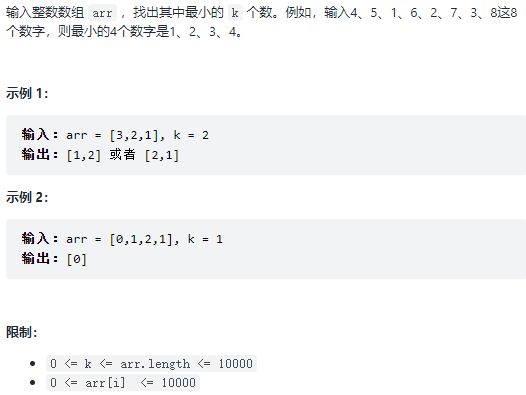 输入整数数组 arr ，找出其中最小的 k 个数。例如，输入4、5、1、6、2、7、3、8这8
个数字，则最小的4个数字是1、2、3、4。
示例 1：
输入：arr = [3,2,1], k = 2
输出：[1,2] 或者 [2,1]
示例 2：
输入：arr = [0,1,2,1], k = 1
输出：[0]
限制：
• 0 <= k <= arr.length <= 10000
• 0 <= arr[i] <= 10000